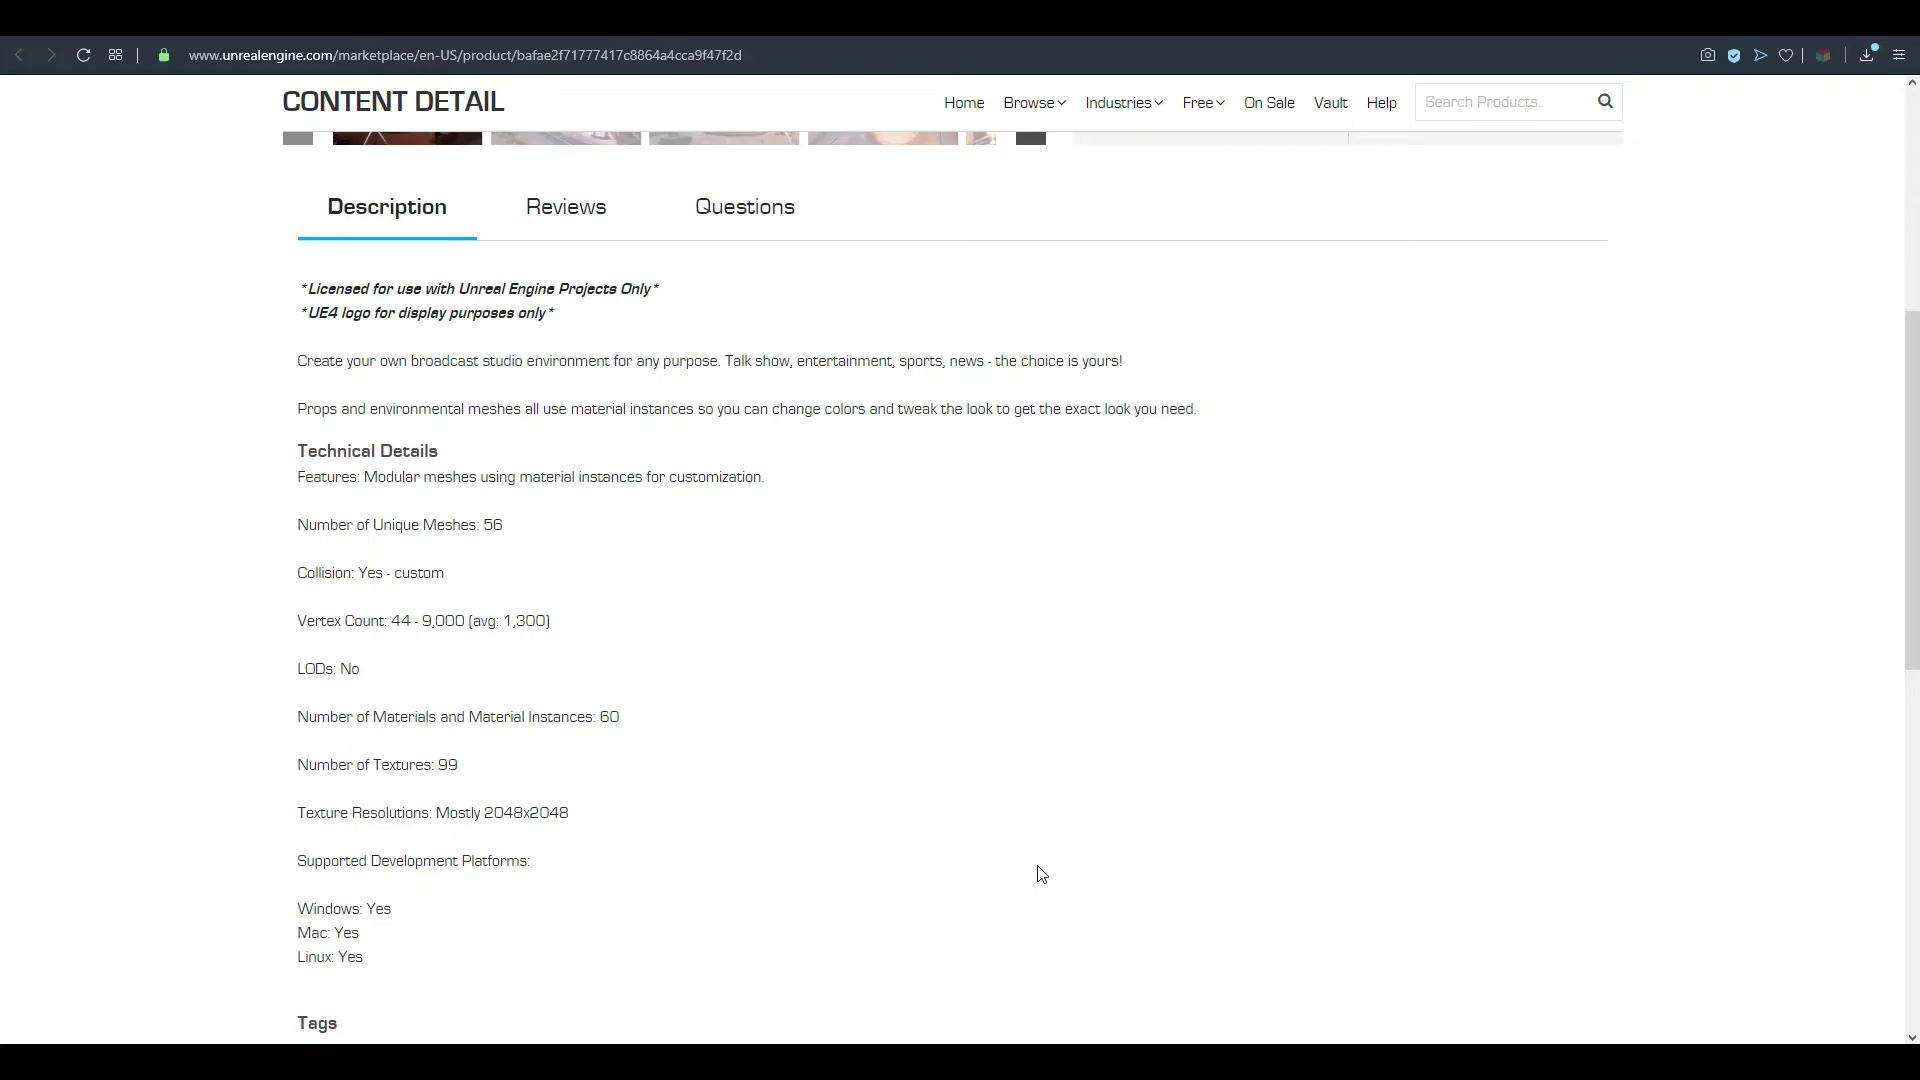 www.unrealengine.com/marketplace/en-US/product/bafae2f71777417c8864a4cca9f47f2d
CONTENT DETAIL
Home Browse Industries Free On Sale Vault Help Search Products..
Description Reviews Questions
*Licensed for use with Unreal Engine Projects Only*
*UE4 logo for display purposes only*
Create your own broadcast studio environment for any purpose. Talk show, entertainment, sports, news - the choice is yours!
Props and environmental meshes all use material instances so you can change colors and tweak the look to get the exact look you need.
Technical Details
Features: Modular meshes using material instances for customization.
Number of Unique Meshes: 56
Collision: Yes - custom
Vertex Count: 44 - 9,000 (avg: 1,300)
LODs: No
Number of Materials and Material Instances: 60
Number of Textures: 99
Texture Resolutions: Mostly 2048x2048
Supported Development Platforms:
Windows: Yes
Mac: Yes
Linux: Yes
Tags